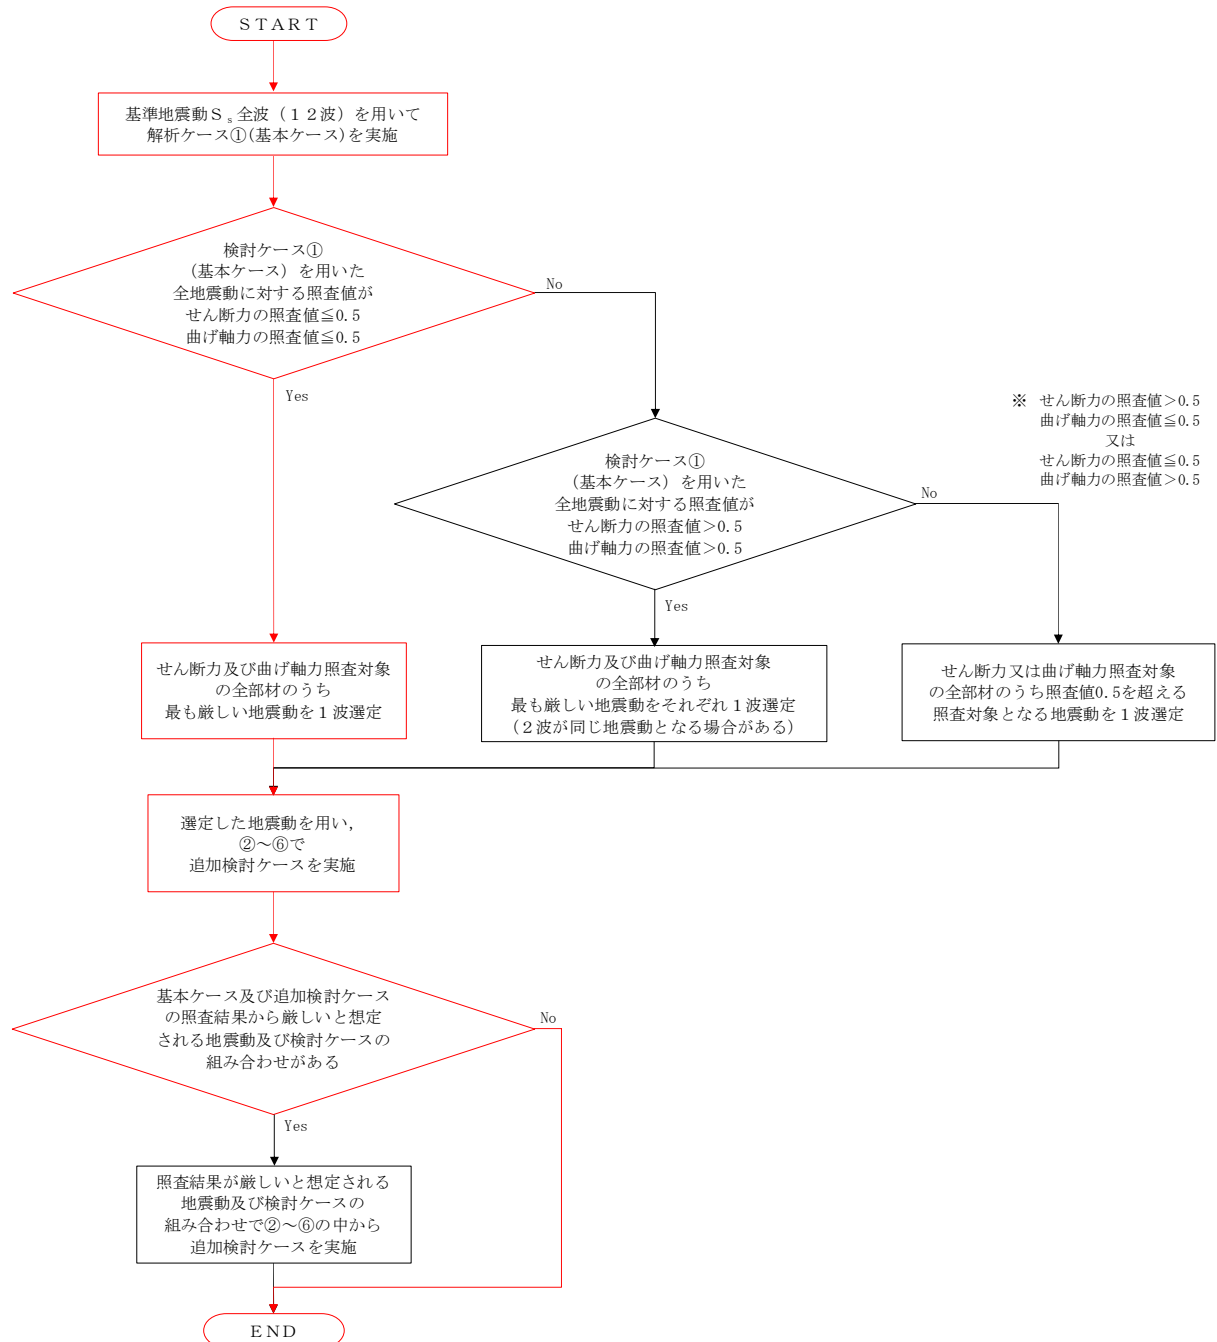 ＳＴＡＲＴ
基準地震動Ｓｓ全波（１２波）を用いて
解析ケース①(基本ケース)を実施
検討ケース①
（基本ケース）を用いた
全地震動に対する照査値が
せん断力の照査値≦0.5
曲げ軸力の照査値≦0.5
No
Yes
※　せん断力の照査値＞0.5
曲げ軸力の照査値≦0.5
又は
せん断力の照査値≦0.5
曲げ軸力の照査値＞0.5
検討ケース①
（基本ケース）を用いた
全地震動に対する照査値が
せん断力の照査値＞0.5
曲げ軸力の照査値＞0.5
No
Yes
せん断力及び曲げ軸力照査対象
の全部材のうち
最も厳しい地震動を１波選定
せん断力及び曲げ軸力照査対象
の全部材のうち
最も厳しい地震動をそれぞれ１波選定
（２波が同じ地震動となる場合がある）
せん断力又は曲げ軸力照査対象
の全部材のうち照査値0.5を超える
照査対象となる地震動を１波選定
選定した地震動を用い，
②～⑥で
追加検討ケースを実施
基本ケース及び追加検討ケース
の照査結果から厳しいと想定
される地震動及び検討ケースの
組み合わせがある
No
Yes
照査結果が厳しいと想定される
地震動及び検討ケースの
組み合わせで②～⑥の中から
追加検討ケースを実施
ＥＮＤ